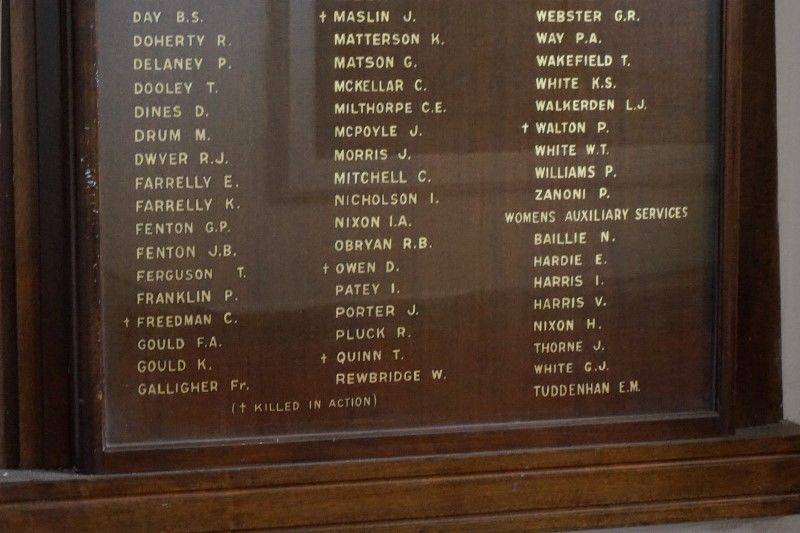 DAY B.S.
DOHERTY R.
DELANEY P.
DOOLEY T.
DINES D.
DRUM M.
DWYER R.J.
FARRELLY E.
FARRELLY K.
FENTON G.P.
FENTON J.B.
FERGUSON T.
FRANKLIN P.
† FREEDMAN C.
GOULD F.A.
GOULD K.
GALLIGHER Fr.
† MASLIN J.
MATTERSON K.
MATSON G.
MCKELLAR C.
MILTHORPE C.E.
MCPOYLE J.
MORRIS J.
MITCHELL C.
NICHOLSON I.
NIXON I.A.
OBRYAN R.B.
† OWEN D.
PATEY I.
PORTER J.
PLUCK R.
† QUINN T.
REWBRIDGE W.
WEBSTER G.R.
WAY P.A.
WAKEFIELD T.
WHITE K.S.
WALKERDEN L.J.
† WALTON P.
WHITE W.T.
WILLIAMS P.
ZANONI P.
WOMENS AUXILIARY SERVICES
BAILLIE N.
HARDIE E.
HARRIS I.
HARRIS V.
NIXON H.
THORNE J.
WHITE G.J.
TUDDENHAN E.M.
(† KILLED IN ACTION)